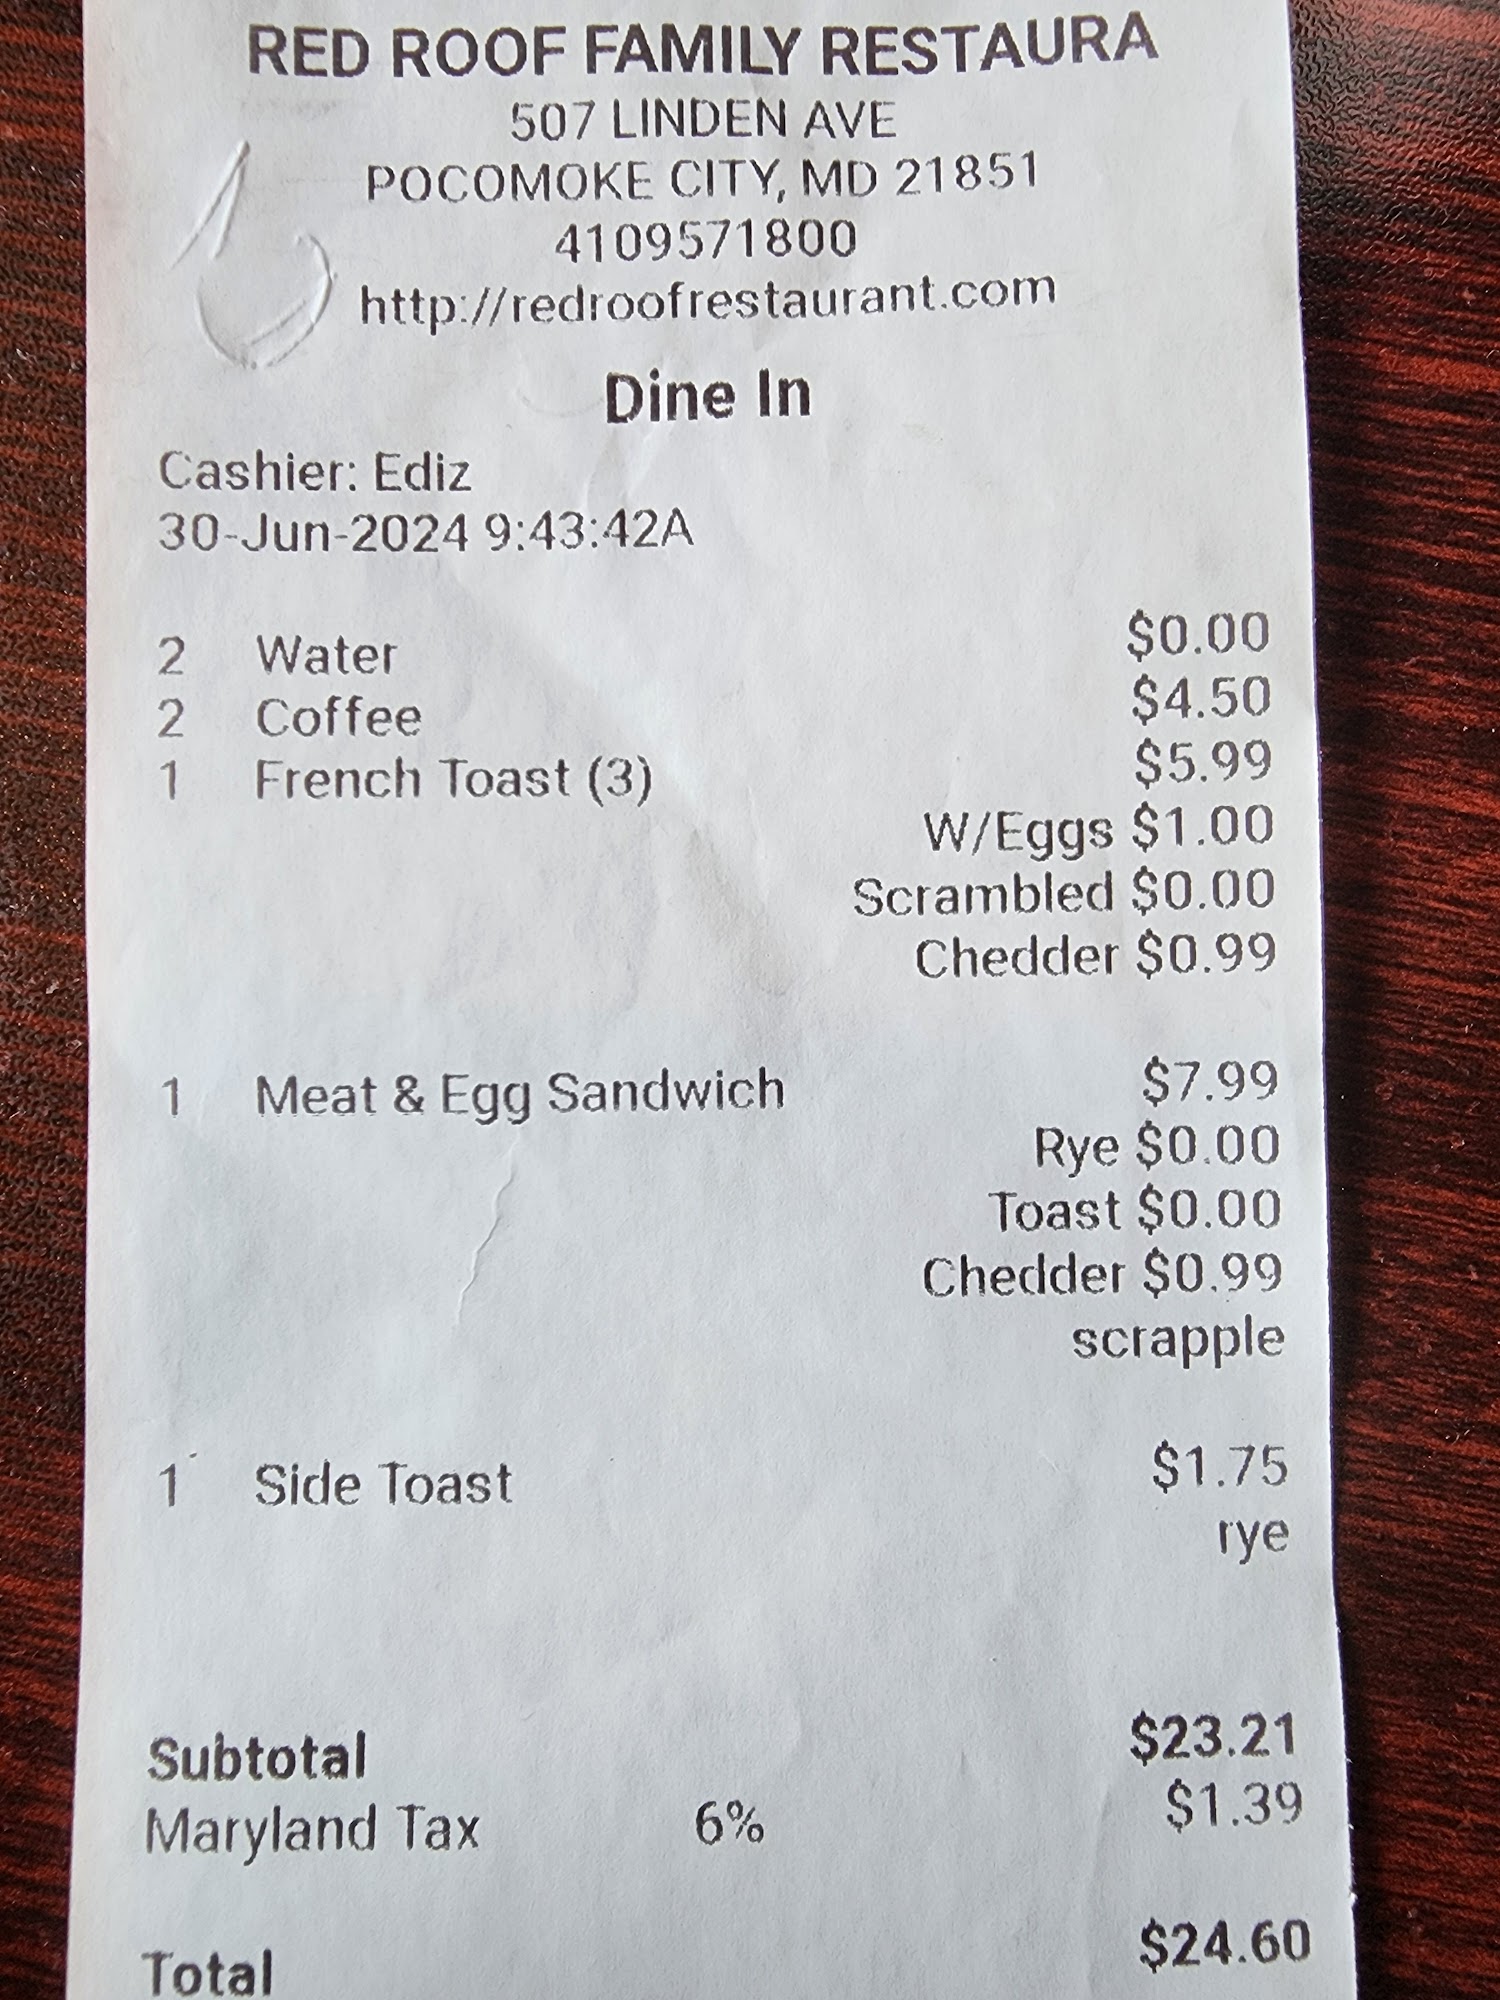 RED ROOF FAMILY RESTAURA
507 LINDEN AVE
POCOMOKE CITY, MD 21851
4109571800
http://redroofrestaurant.com
Dine In
Cashier: Ediz
30-Jun-2024 9:43:42A
2 Water $0.00
2 Coffee $4.50
1 French Toast (3) $5.99
W/Eggs $1.00
Scrambled $0.00
Chedder $0.99
1 Meat & Egg Sandwich $7.99
Rye $0.00
Toast $0.00
Chedder $0.99
scrapple
1 Side Toast $1.75
rye
Subtotal $23.21
Maryland Tax 6% $1.39
Total $24.60